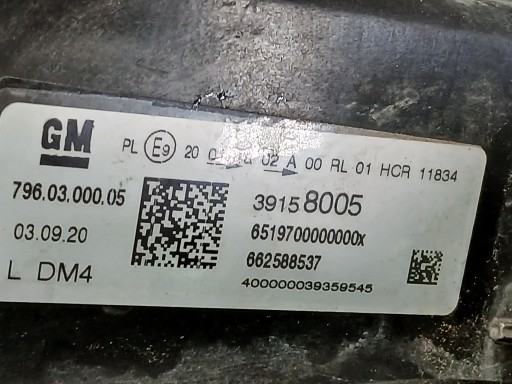 GM
PL E9 20 02 A 00 RL 01 HCR 11834
796.03.000.05
39158005
03.09.20
6519700000000x
662588537
L DM4
400000039359545